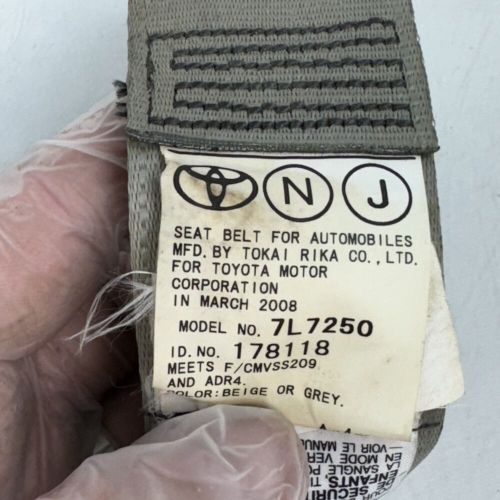 N J
SEAT BELT FOR AUTOMOBILES
MFD. BY TOKAI RIKA CO., LTD.
FOR TOYOTA MOTOR
CORPORATION
IN MARCH 2008
MODEL NO. 7L7250
ID. NO. 178118
MEETS F/CMVSS209
AND ADR4.
COLOR: BEIGE OR GREY.